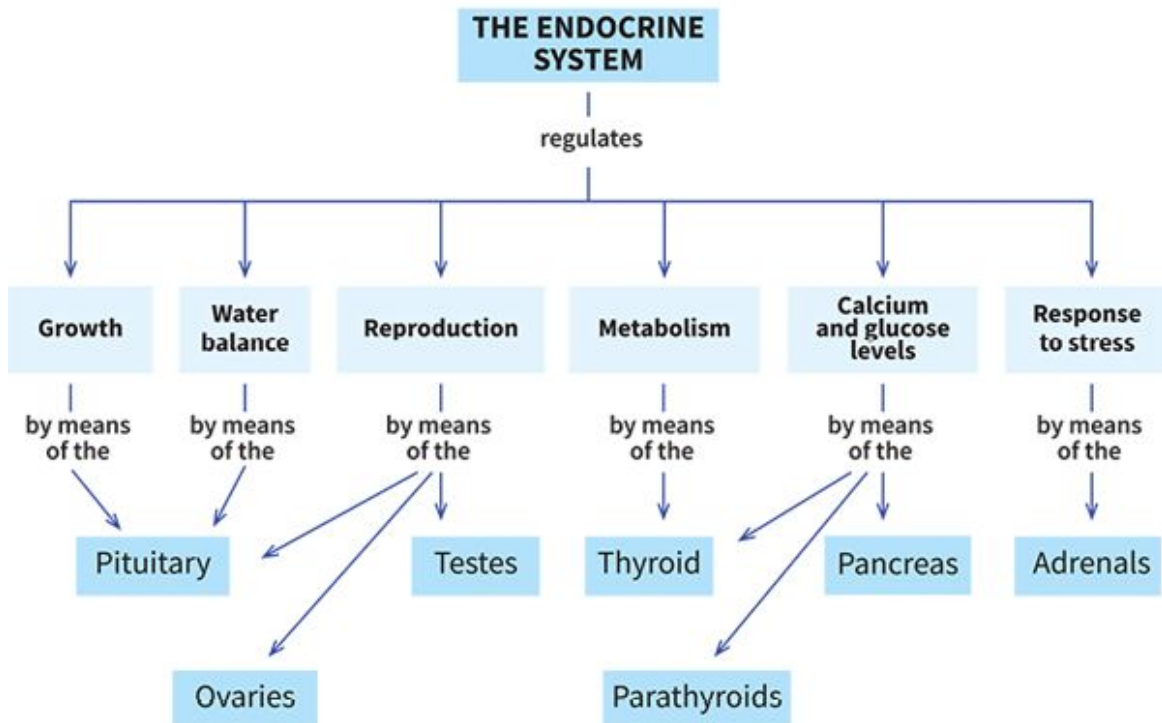 THE ENDOCRINE
SYSTEM
regulates
Growth
Water
balance
Reproduction
Metabolism
Calcium
and glucose
levels
Response
to stress
by means
of the
by means
of the
by means
of the
by means
of the
by means
of the
by means
of the
Pituitary
Testes
Thyroid
Pancreas
Adrenals
Ovaries
Parathyroids